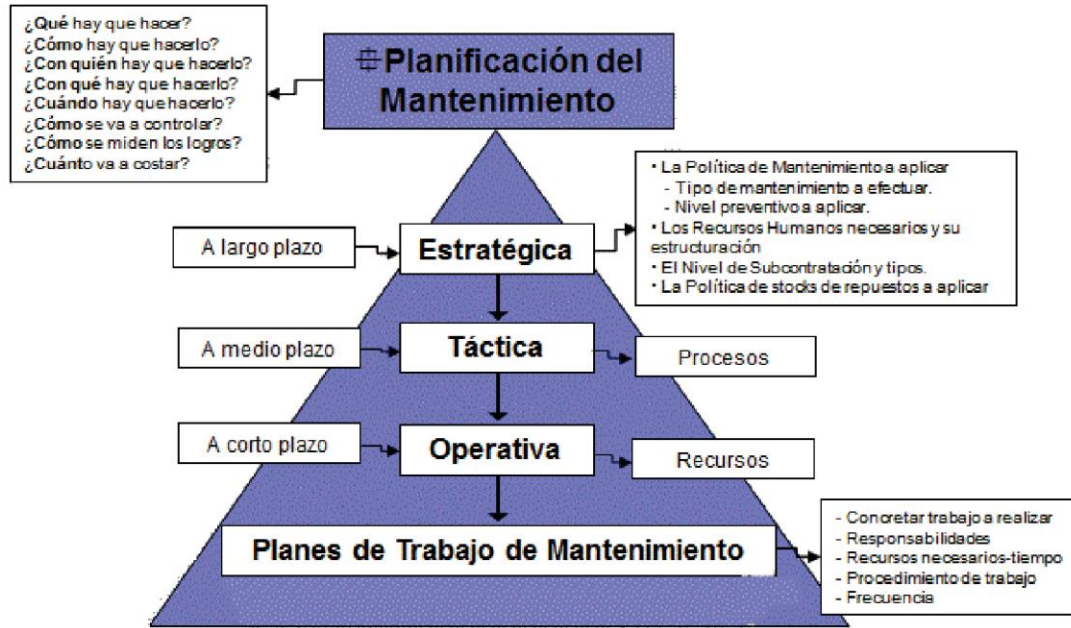 ¿Qué hay que hacer?
¿Cómo hay que hacerlo?
¿Con quién hay que hacerlo?
¿Con qué hay que hacerlo?
¿Cuándo hay que hacerlo?
¿Cómo se va a controlar?
¿Cómo se miden los logros?
¿Cuánto va a costar?
Planificación del
Mantenimiento
• La Política de Mantenimiento a aplicar
- Tipo de mantenimiento a efectuar.
- Nivel preventivo a aplicar.
• Los Recursos Humanos necesarios y su
estructuración
• El Nivel de Subcontratación y tipos.
• La Política de stocks de repuestos a aplicar
A largo plazo
Estratégica
A medio plazo
Táctica
Procesos
A corto plazo
Operativa
Recursos
Planes de Trabajo de Mantenimiento
- Concretar trabajo a realizar
- Responsabilidades
- Recursos necesarios-tiempo
- Procedimiento de trabajo
- Frecuencia